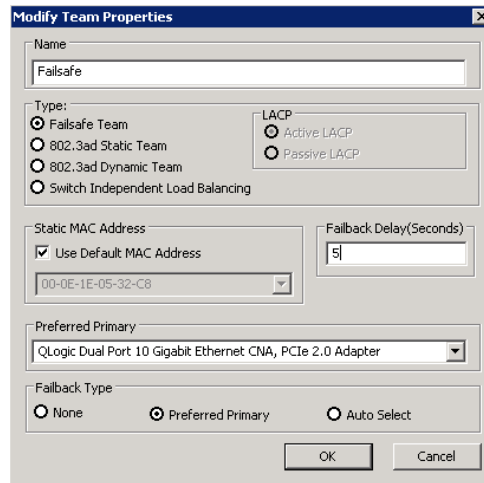 Modify Team Properties
Name
Failsafe
Type:
Failsafe Team
802.3ad Static Team
802.3ad Dynamic Team
Switch Independent Load Balancing
LACP
Active LACP
Passive LACP
Static MAC Address
Use Default MAC Address
00-0E-1E-05-32-C8
Failback Delay(Seconds)
5
Preferred Primary
QLogic Dual Port 10 Gigabit Ethernet CNA, PCIe 2.0 Adapter
Failback Type
None
Preferred Primary
Auto Select
OK
Cancel